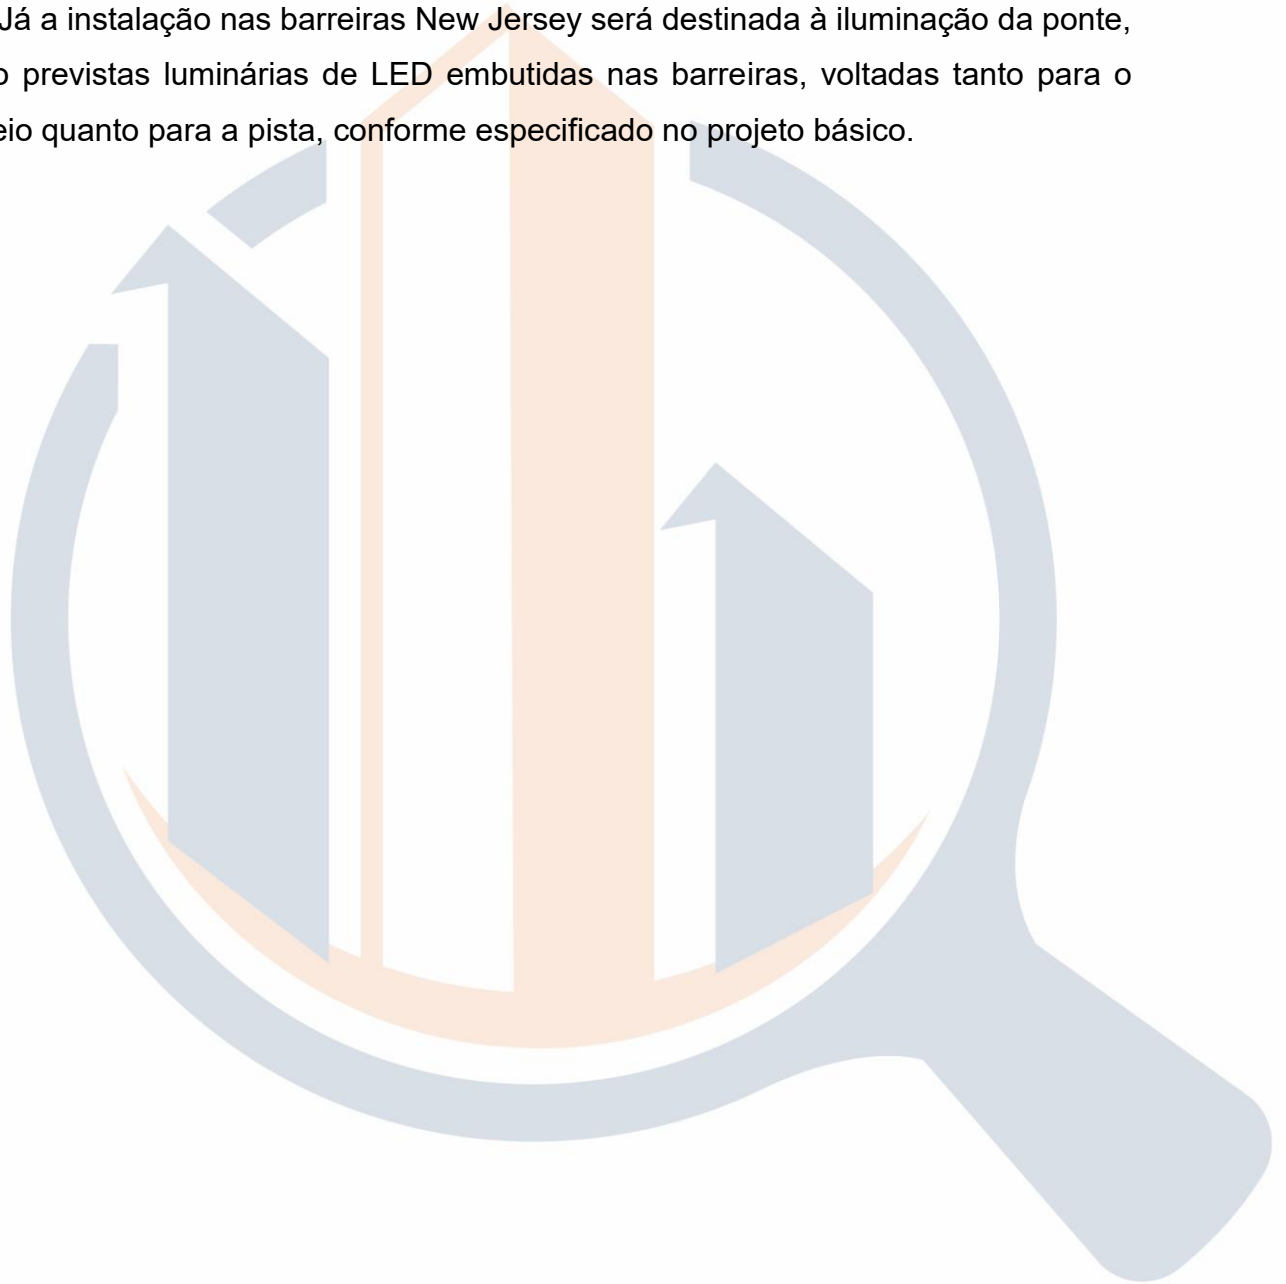 Já a instalação nas barreiras New Jersey será destinada à iluminação da ponte,
o previstas luminárias de LED embutidas nas barreiras, voltadas tanto para o
eio quanto para a pista, conforme especificado no projeto básico.